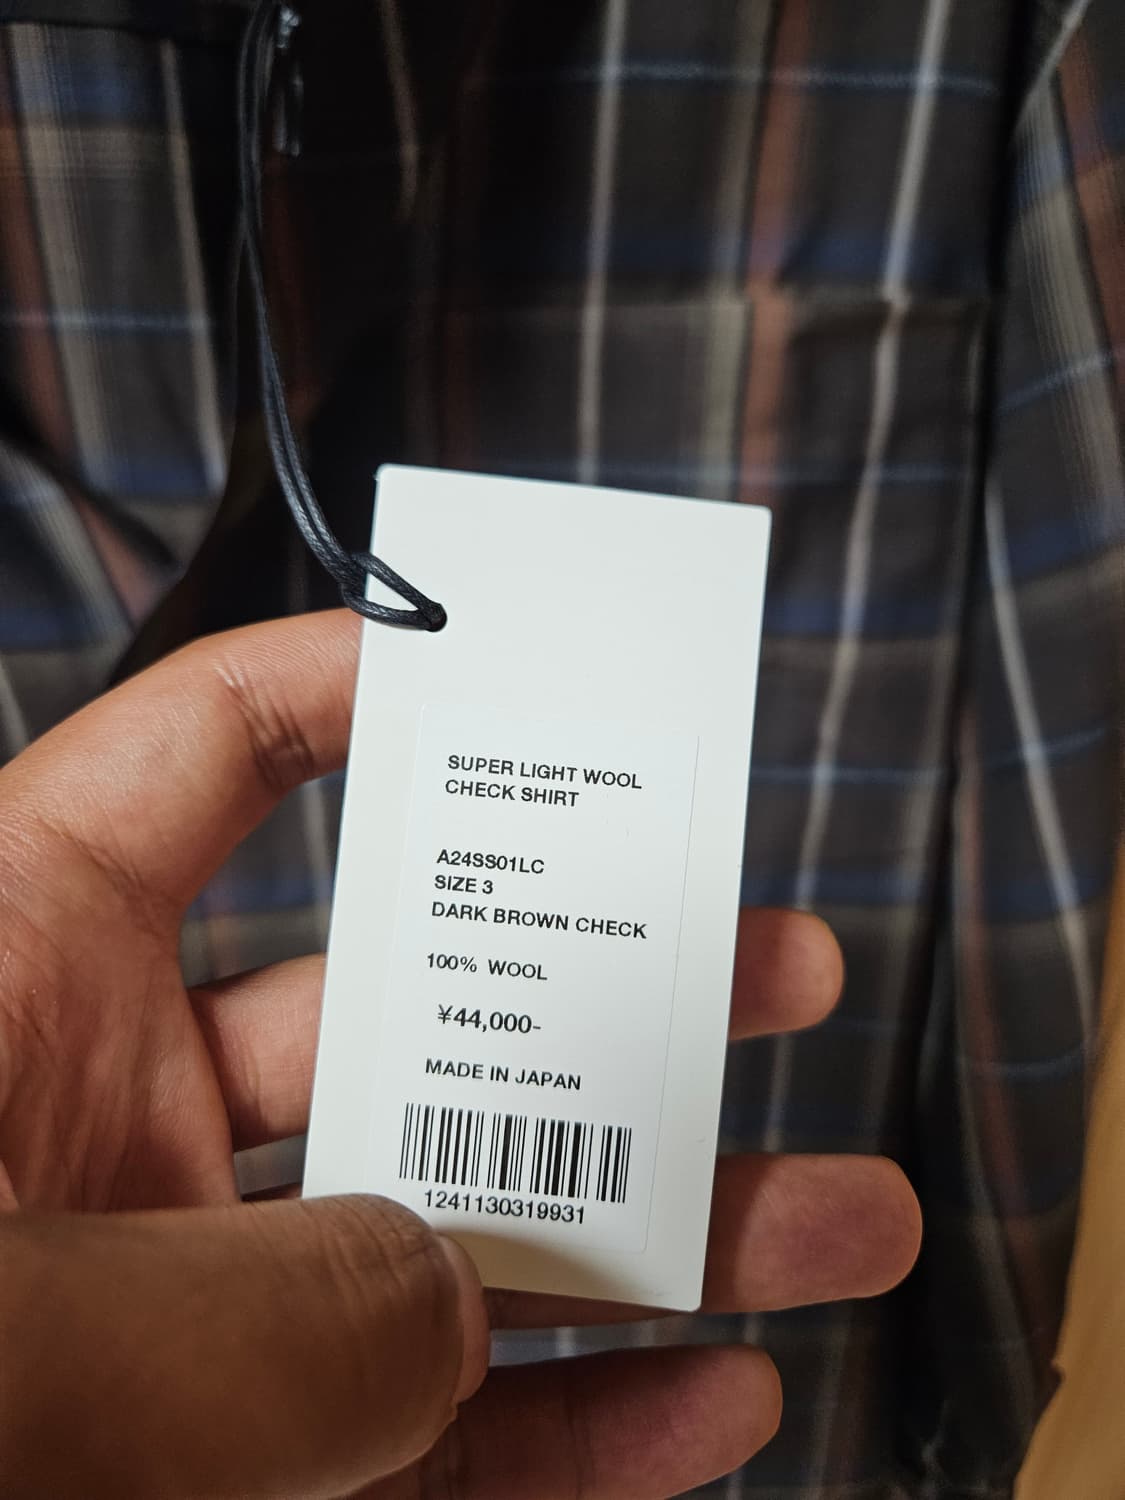 SUPER LIGHT WOOL
CHECK SHIRT
A24SS01LC
SIZE 3
DARK BROWN CHECK
100% WOOL
¥44,000-
MADE IN JAPAN
1241130319931